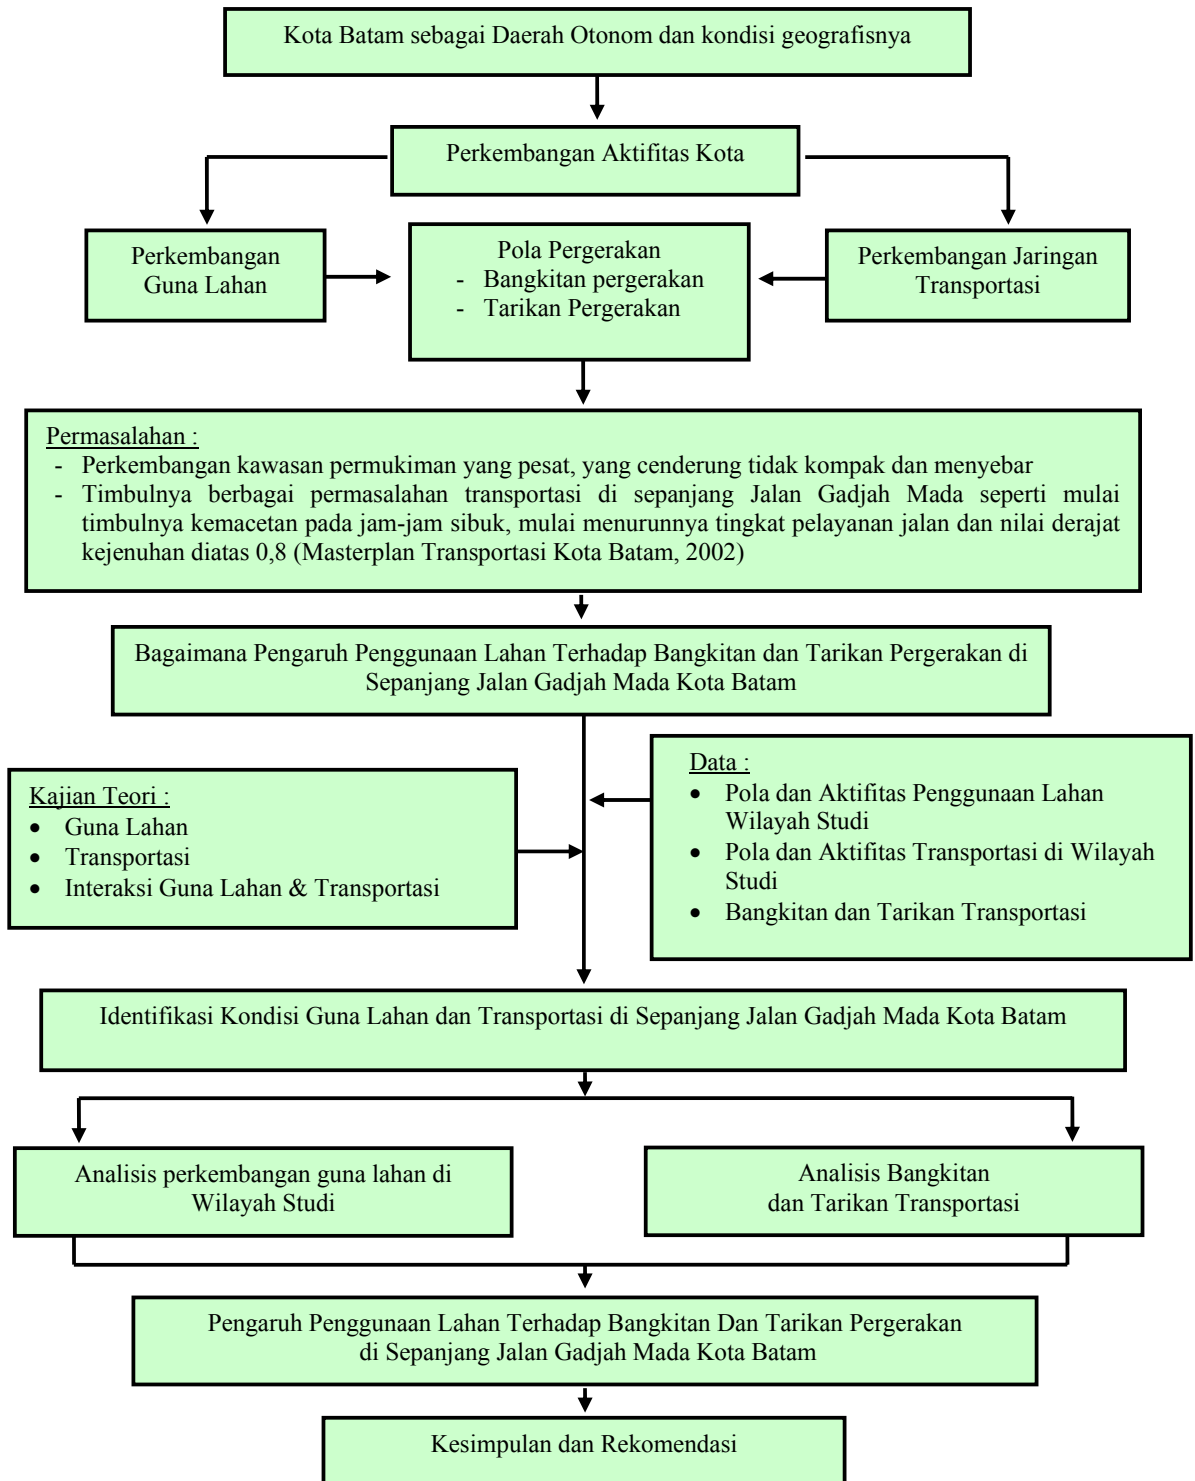 Kota Batam sebagai Daerah Otonom dan kondisi geografisnya
Perkembangan Aktifitas Kota
Perkembangan
Guna Lahan
Pola Pergerakan
- Bangkitan pergerakan
- Tarikan Pergerakan
Perkembangan Jaringan
Transportasi
Permasalahan :
- Perkembangan kawasan permukiman yang pesat, yang cenderung tidak kompak dan menyebar
- Timbulnya berbagai permasalahan transportasi di sepanjang Jalan Gadjah Mada seperti mulai
timbulnya kemacetan pada jam-jam sibuk, mulai menurunnya tingkat pelayanan jalan dan nilai derajat
kejenuhan diatas 0,8 (Masterplan Transportasi Kota Batam, 2002)
Bagaimana Pengaruh Penggunaan Lahan Terhadap Bangkitan dan Tarikan Pergerakan di
Sepanjang Jalan Gadjah Mada Kota Batam
Kajian Teori :
• Guna Lahan
• Transportasi
• Interaksi Guna Lahan & Transportasi
Data :
• Pola dan Aktifitas Penggunaan Lahan
Wilayah Studi
• Pola dan Aktifitas Transportasi di Wilayah
Studi
• Bangkitan dan Tarikan Transportasi
Identifikasi Kondisi Guna Lahan dan Transportasi di Sepanjang Jalan Gadjah Mada Kota Batam
Analisis perkembangan guna lahan di
Wilayah Studi
Analisis Bangkitan
dan Tarikan Transportasi
Pengaruh Penggunaan Lahan Terhadap Bangkitan Dan Tarikan Pergerakan
di Sepanjang Jalan Gadjah Mada Kota Batam
Kesimpulan dan Rekomendasi